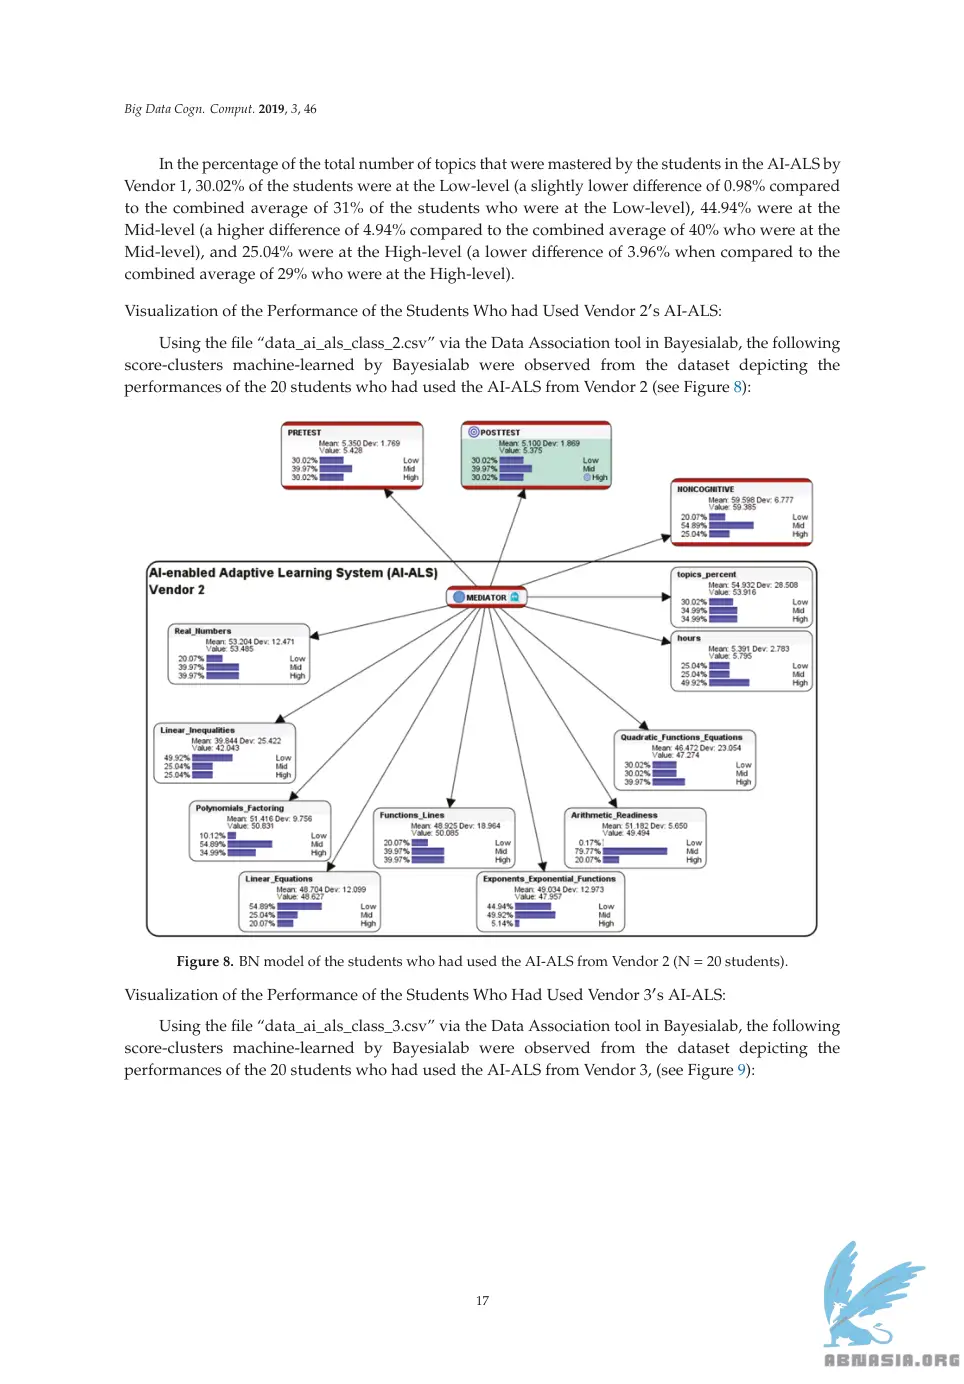 Big Data Cogn. Comput. 2019, 3, 46
In the percentage of the total number of topics that were mastered by the students in the AI-ALS by
Vendor 1, 30.02% of the students were at the Low-level (a slightly lower difference of 0.98% compared
to the combined average of 31% of the students who were at the Low-level), 44.94% were at the
Mid-level (a higher difference of 4.94% compared to the combined average of 40% who were at the
Mid-level), and 25.04% were at the High-level (a lower difference of 3.96% when compared to the
combined average of 29% who were at the High-level).
Visualization of the Performance of the Students Who had Used Vendor 2′s AI-ALS:
Using the file “data_ai_als_class_2.csv” via the Data Association tool in Bayesialab, the following
score-clusters machine-learned by Bayesialab were observed from the dataset depicting the
performances of the 20 students who had used the AI-ALS from Vendor 2 (see Figure 8):
PRETEST
Mean: 5.350 Dev: 1.769
Value: 5.428
30.02% Low
39.97% Mid
30.02% High
POSTTEST
Mean: 5.100 Dev: 1.869
Value: 5.375
30.02% Low
39.97% Mid
30.02% High
NONCOGNITIVE
Mean: 59.598 Dev: 6.777
Value: 59.385
20.07% Low
54.89% Mid
25.04% High
AI-enabled Adaptive Learning System (AI-ALS)
Vendor 2
MEDIATOR
topics_percent
Mean: 54.932 Dev: 28.508
Value: 53.916
30.02% Low
34.99% Mid
34.99% High
Real_Numbers
Mean: 53.204 Dev: 12.471
Value: 53.485
20.07% Low
39.97% Mid
39.97% High
hours
Mean: 5.391 Dev: 2.783
Value: 5.795
25.04% Low
25.04% Mid
49.92% High
Linear_Inequalities
Mean: 39.844 Dev: 25.422
Value: 42.043
49.92% Low
25.04% Mid
25.04% High
Quadratic_Functions_Equations
Mean: 46.472 Dev: 23.054
Value: 47.274
30.02% Low
30.02% Mid
39.97% High
Polynomials_Factoring
Mean: 51.416 Dev: 9.756
Value: 50.831
10.12% Low
54.89% Mid
34.99% High
Functions_Lines
Mean: 48.925 Dev: 18.964
Value: 50.085
20.07% Low
39.97% Mid
39.97% High
Arithmetic_Readiness
Mean: 51.182 Dev: 5.650
Value: 49.494
0.17% Low
79.77% Mid
20.07% High
Linear_Equations
Mean: 48.704 Dev: 12.099
Value: 48.627
54.89% Low
25.04% Mid
20.07% High
Exponents_Exponential_Functions
Mean: 49.034 Dev: 12.973
Value: 47.957
44.94% Low
49.92% Mid
5.14% High
Figure 8. BN model of the students who had used the AI-ALS from Vendor 2 (N = 20 students).
Visualization of the Performance of the Students Who Had Used Vendor 3′s AI-ALS:
Using the file “data_ai_als_class_3.csv” via the Data Association tool in Bayesialab, the following
score-clusters machine-learned by Bayesialab were observed from the dataset depicting the
performances of the 20 students who had used the AI-ALS from Vendor 3, (see Figure 9):
17
ABNASIA.ORG